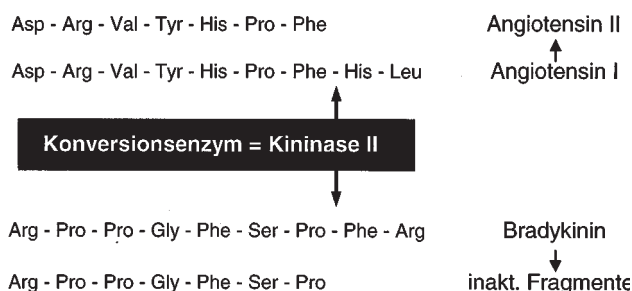 Asp - Arg - Val - Tyr - His - Pro - Phe Angiotensin II
Asp - Arg - Val - Tyr - His - Pro - Phe - His - Leu Angiotensin I
Konversionsenzym = Kininase II
Arg - Pro - Pro - Gly - Phe - Ser - Pro - Phe - Arg Bradykinin
Arg - Pro - Pro - Gly - Phe - Ser - Pro inakt. Fragmente